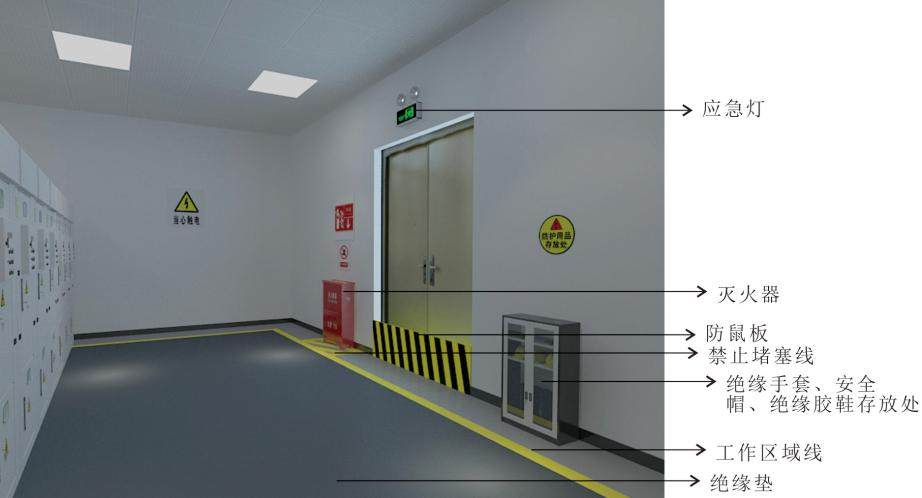 应急灯
当心触电
防护用品
存放处
灭火器
防鼠板
禁止堵塞线
绝缘手套、安全
帽、绝缘胶鞋存放处
工作区域线
绝缘垫